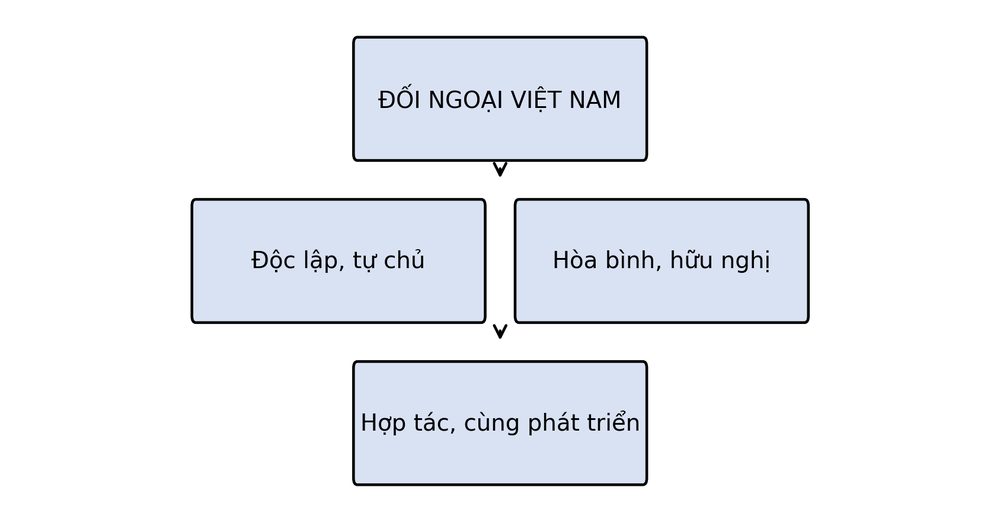 ĐỐI NGOẠI VIỆT NAM
Độc lập, tự chủ
Hòa bình, hữu nghị
Hợp tác, cùng phát triển